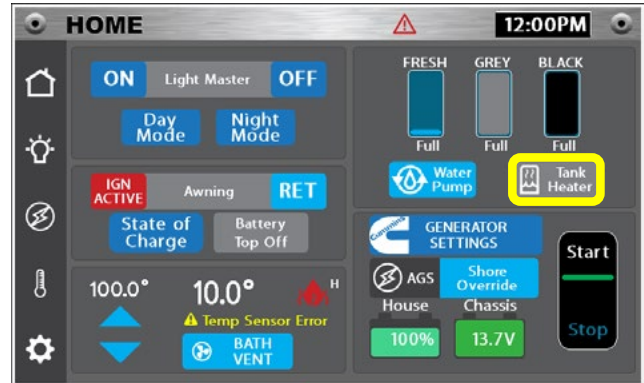 HOME
12:00PM
ON
Light Master
OFF
Day
Mode
Night
Mode
IGN
ACTIVE
Awning
RET
State of
Charge
Battery
Top Off
100.0°
10.0°
H
Temp Sensor Error
BATH
VENT
FRESH
GREY
BLACK
Full
Full
Full
Water
Pump
Tank
Heater
Cummins
GENERATOR
SETTINGS
AGS
Shore
Override
House
Chassis
100%
13.7V
Start
Stop